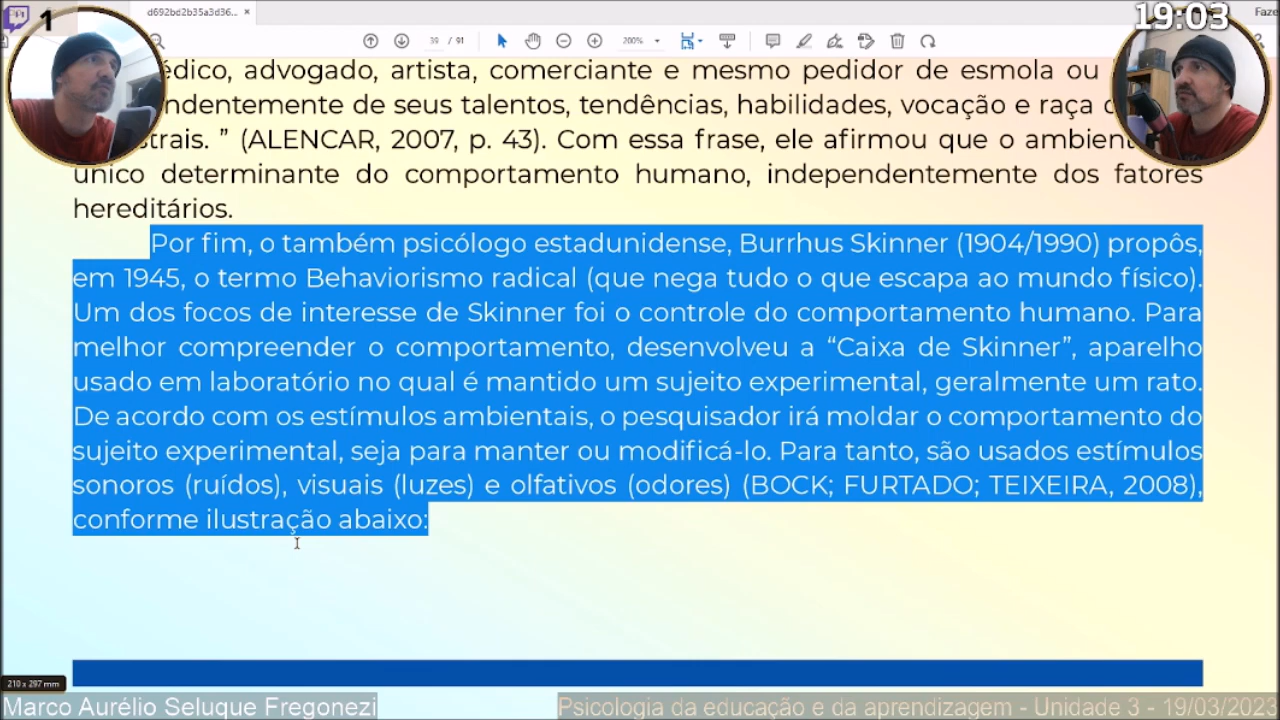 1
d692bd2b35a3d36...
×
Faze
19:03
39 / 91
200%
édico, advogado, artista, comerciante e mesmo pedidor de esmola ou
ndentemente de seus talentos, tendências, habilidades, vocação e raça
strais. ” (ALENCAR, 2007, p. 43). Com essa frase, ele afirmou que o ambien
único determinante do comportamento humano, independentemente dos fatores
hereditários.
Por fim, o também psicólogo estadunidense, Burrhus Skinner (1904/1990) propôs,
em 1945, o termo Behaviorismo radical (que nega tudo o que escapa ao mundo físico).
Um dos focos de interesse de Skinner foi o controle do comportamento humano. Para
melhor compreender o comportamento, desenvolveu a “Caixa de Skinner”, aparelho
usado em laboratório no qual é mantido um sujeito experimental, geralmente um rato.
De acordo com os estímulos ambientais, o pesquisador irá moldar o comportamento do
sujeito experimental, seja para manter ou modificá-lo. Para tanto, são usados estímulos
sonoros (ruídos), visuais (luzes) e olfativos (odores) (BOCK; FURTADO; TEIXEIRA, 2008),
conforme ilustração abaixo:
210 x 297 mm
Marco Aurélio Seluque Fregonezi
Psicologia da educação e da aprendizagem - Unidade 3 - 19/03/2023